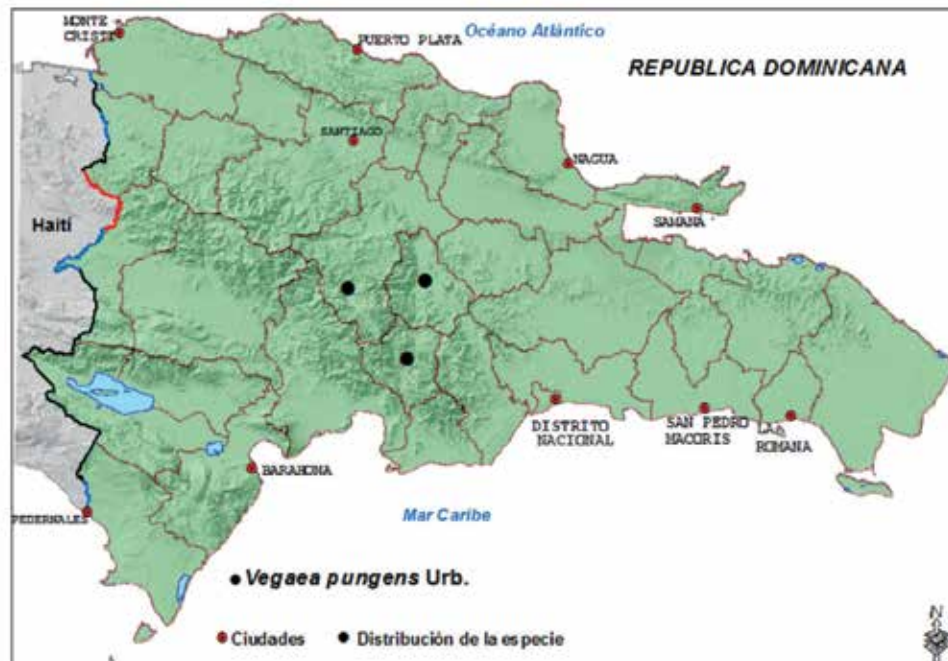 MONTE
CRISTI
PUERTO PLATA
Océano Atlántico
REPUBLICA DOMINICANA
SANTIAGO
NAGUA
SAMANA
Haití
DISTRITO
NACIONAL
SAN PEDRO
MACORIS
LA
ROMANA
BARAHONA
PEDERNALES
Mar Caribe
Vegaea pungens Urb.
Ciudades
Distribución de la especie
N